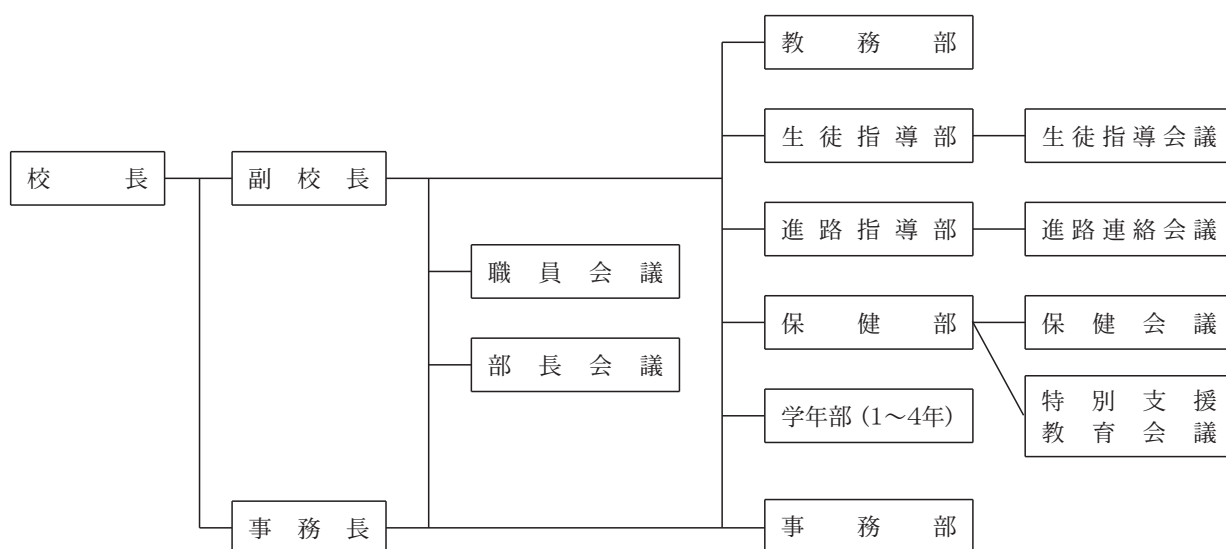 教務部
生徒指導部
生徒指導会議
校長
副校長
進路指導部
進路連絡会議
職員会議
保健部
保健会議
部長会議
学年部(1〜4年)
特別支援
教育会議
事務長
事務部